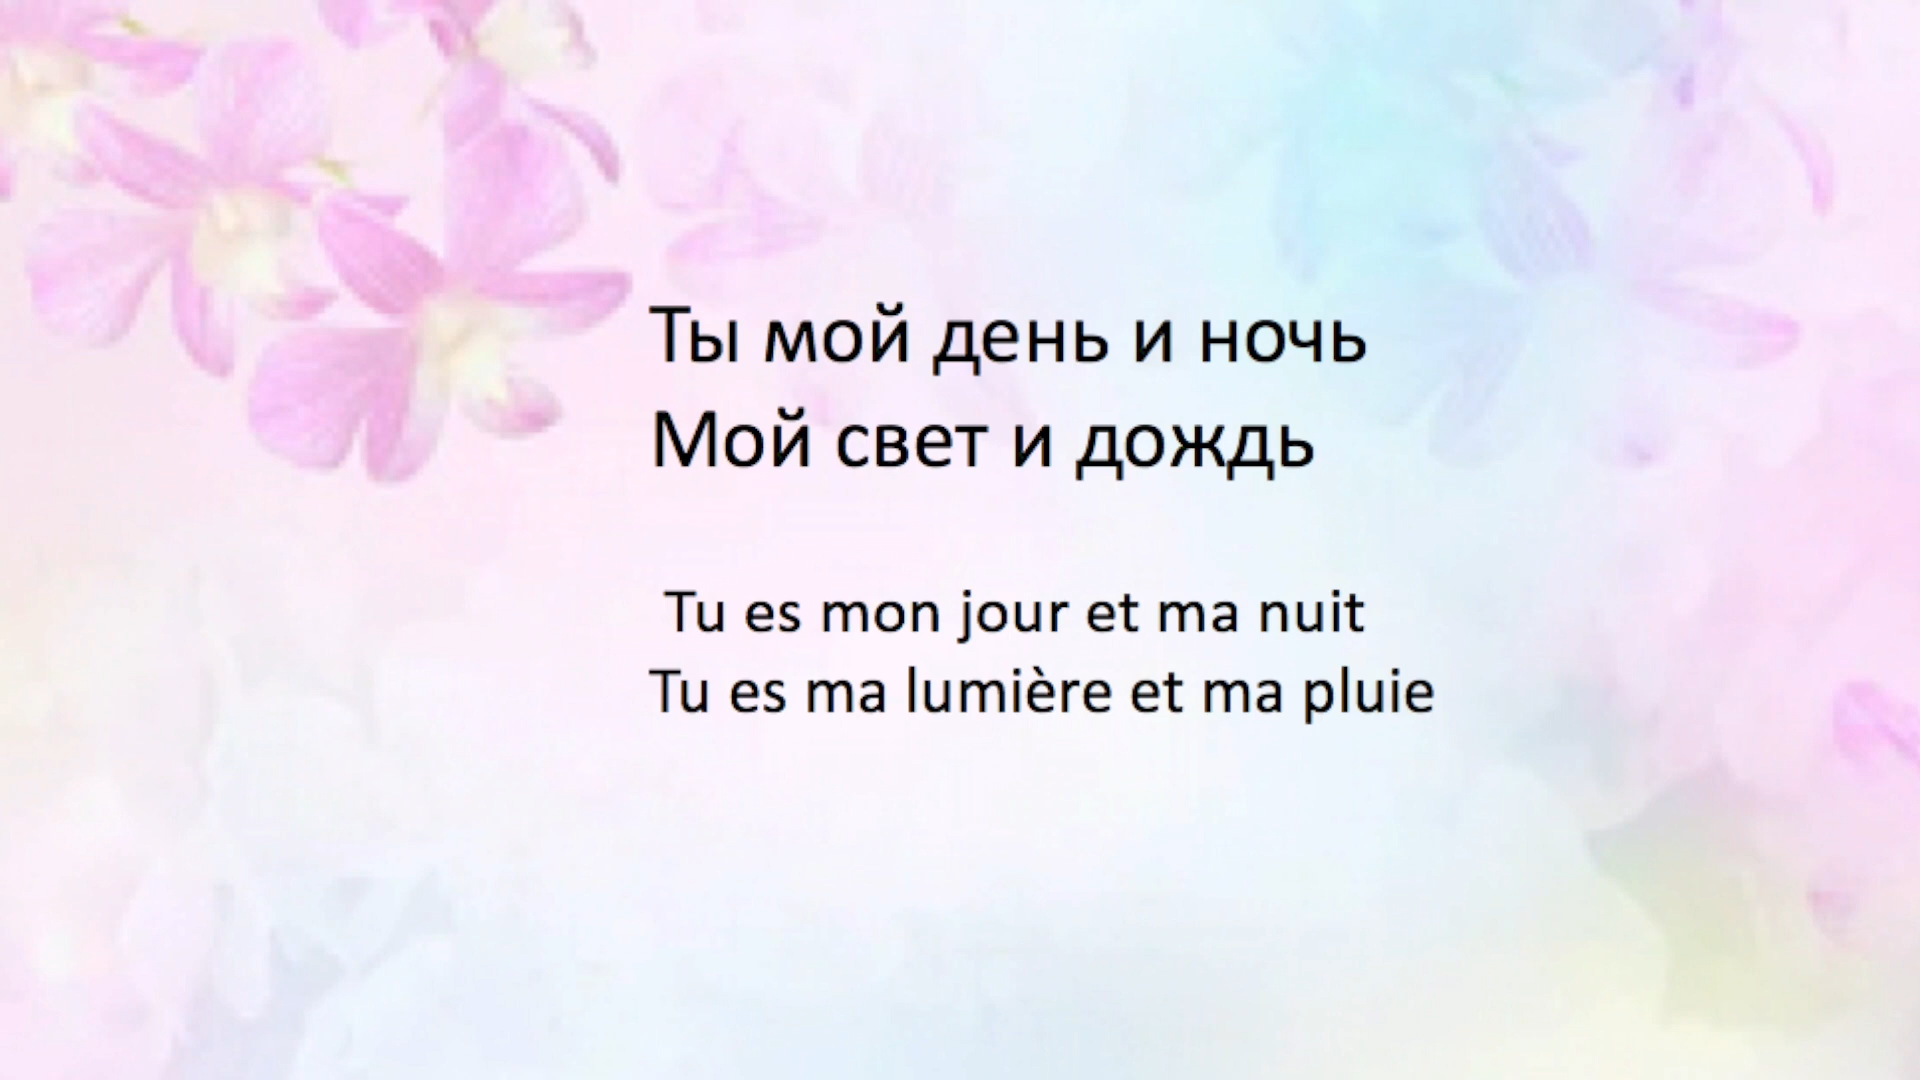 Ты мой день и ночь
Мой свет и дождь
Tu es mon jour et ma nuit
Tu es ma lumière et ma pluie